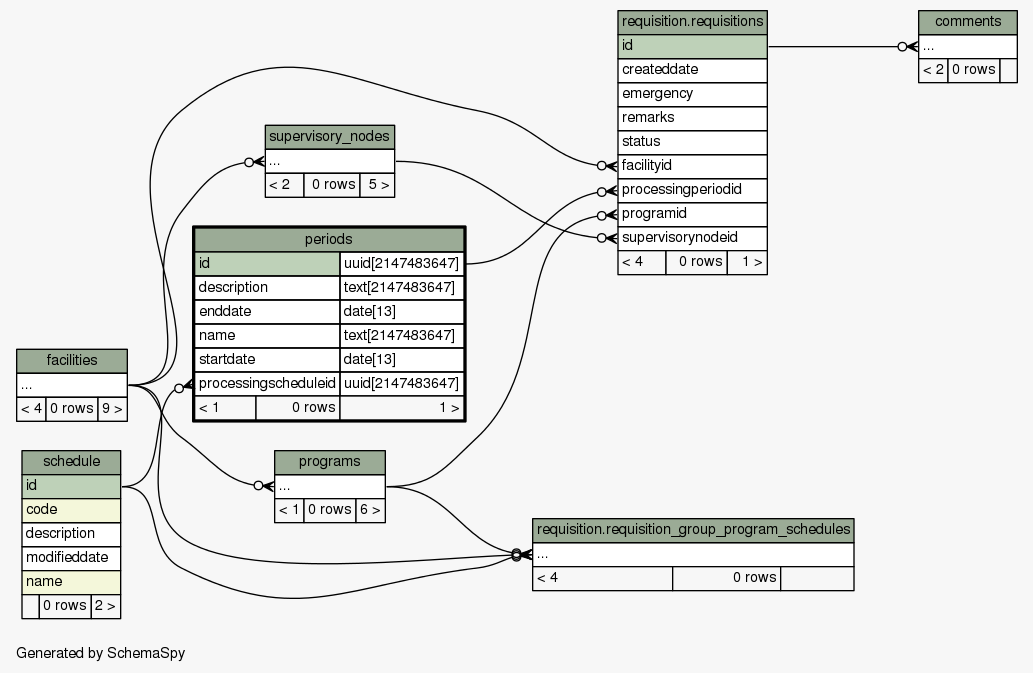 requisition.requisitions
id
createddate
emergency
remarks
status
facilityid
processingperiodid
programid
supervisorynodeid
< 4 0 rows 1 >
comments
...
< 2 0 rows
supervisory_nodes
...
< 2 0 rows 5 >
periods
id uuid[2147483647]
description text[2147483647]
enddate date[13]
name text[2147483647]
startdate date[13]
processingscheduleid uuid[2147483647]
< 1 0 rows 1 >
facilities
...
< 4 0 rows 9 >
schedule
id
code
description
modifieddate
name
0 rows 2 >
programs
...
< 1 0 rows 6 >
requisition.requisition_group_program_schedules
...
< 4 0 rows
Generated by SchemaSpy